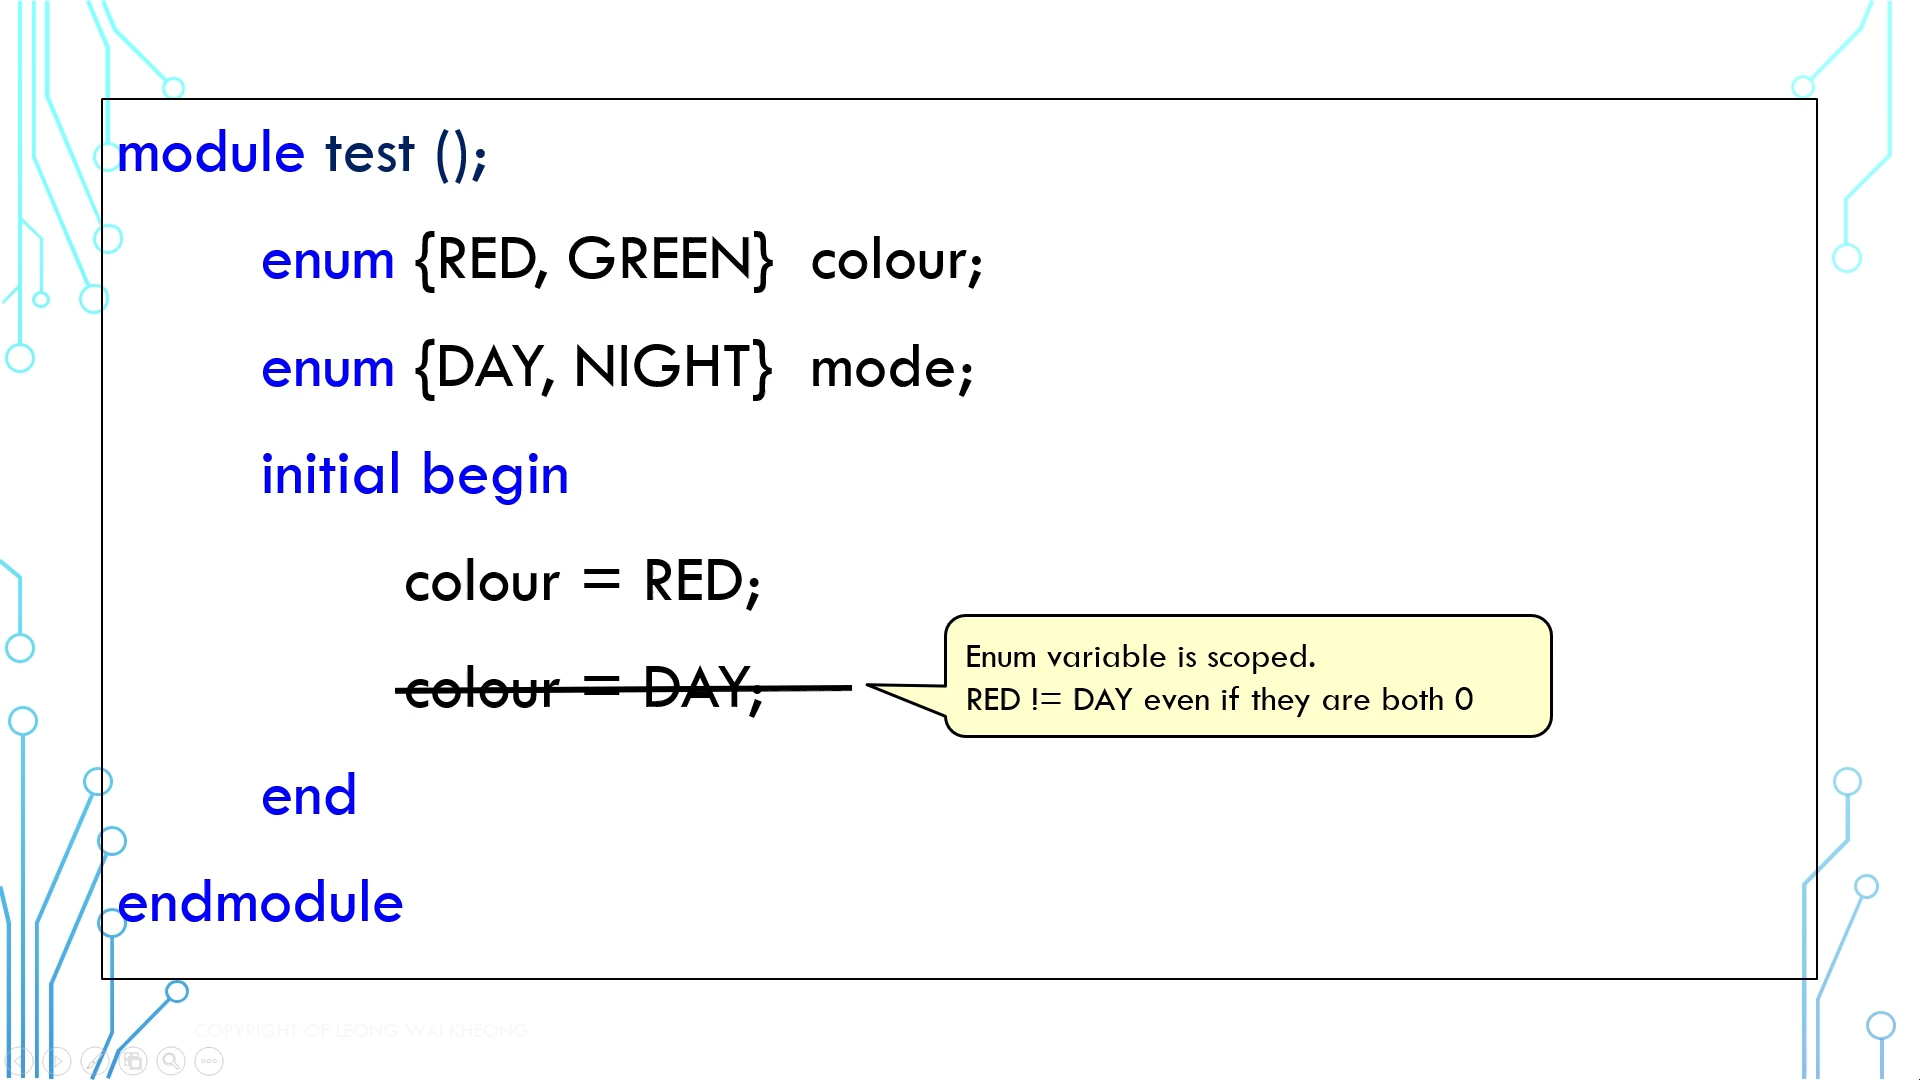 module test ();
enum {RED, GREEN}  colour;
enum {DAY, NIGHT}  mode;
initial begin
colour = RED;
colour = DAY;
Enum variable is scoped.
RED != DAY even if they are both 0
end
endmodule
COPYRIGHT OF LEONG WAI KHEONG